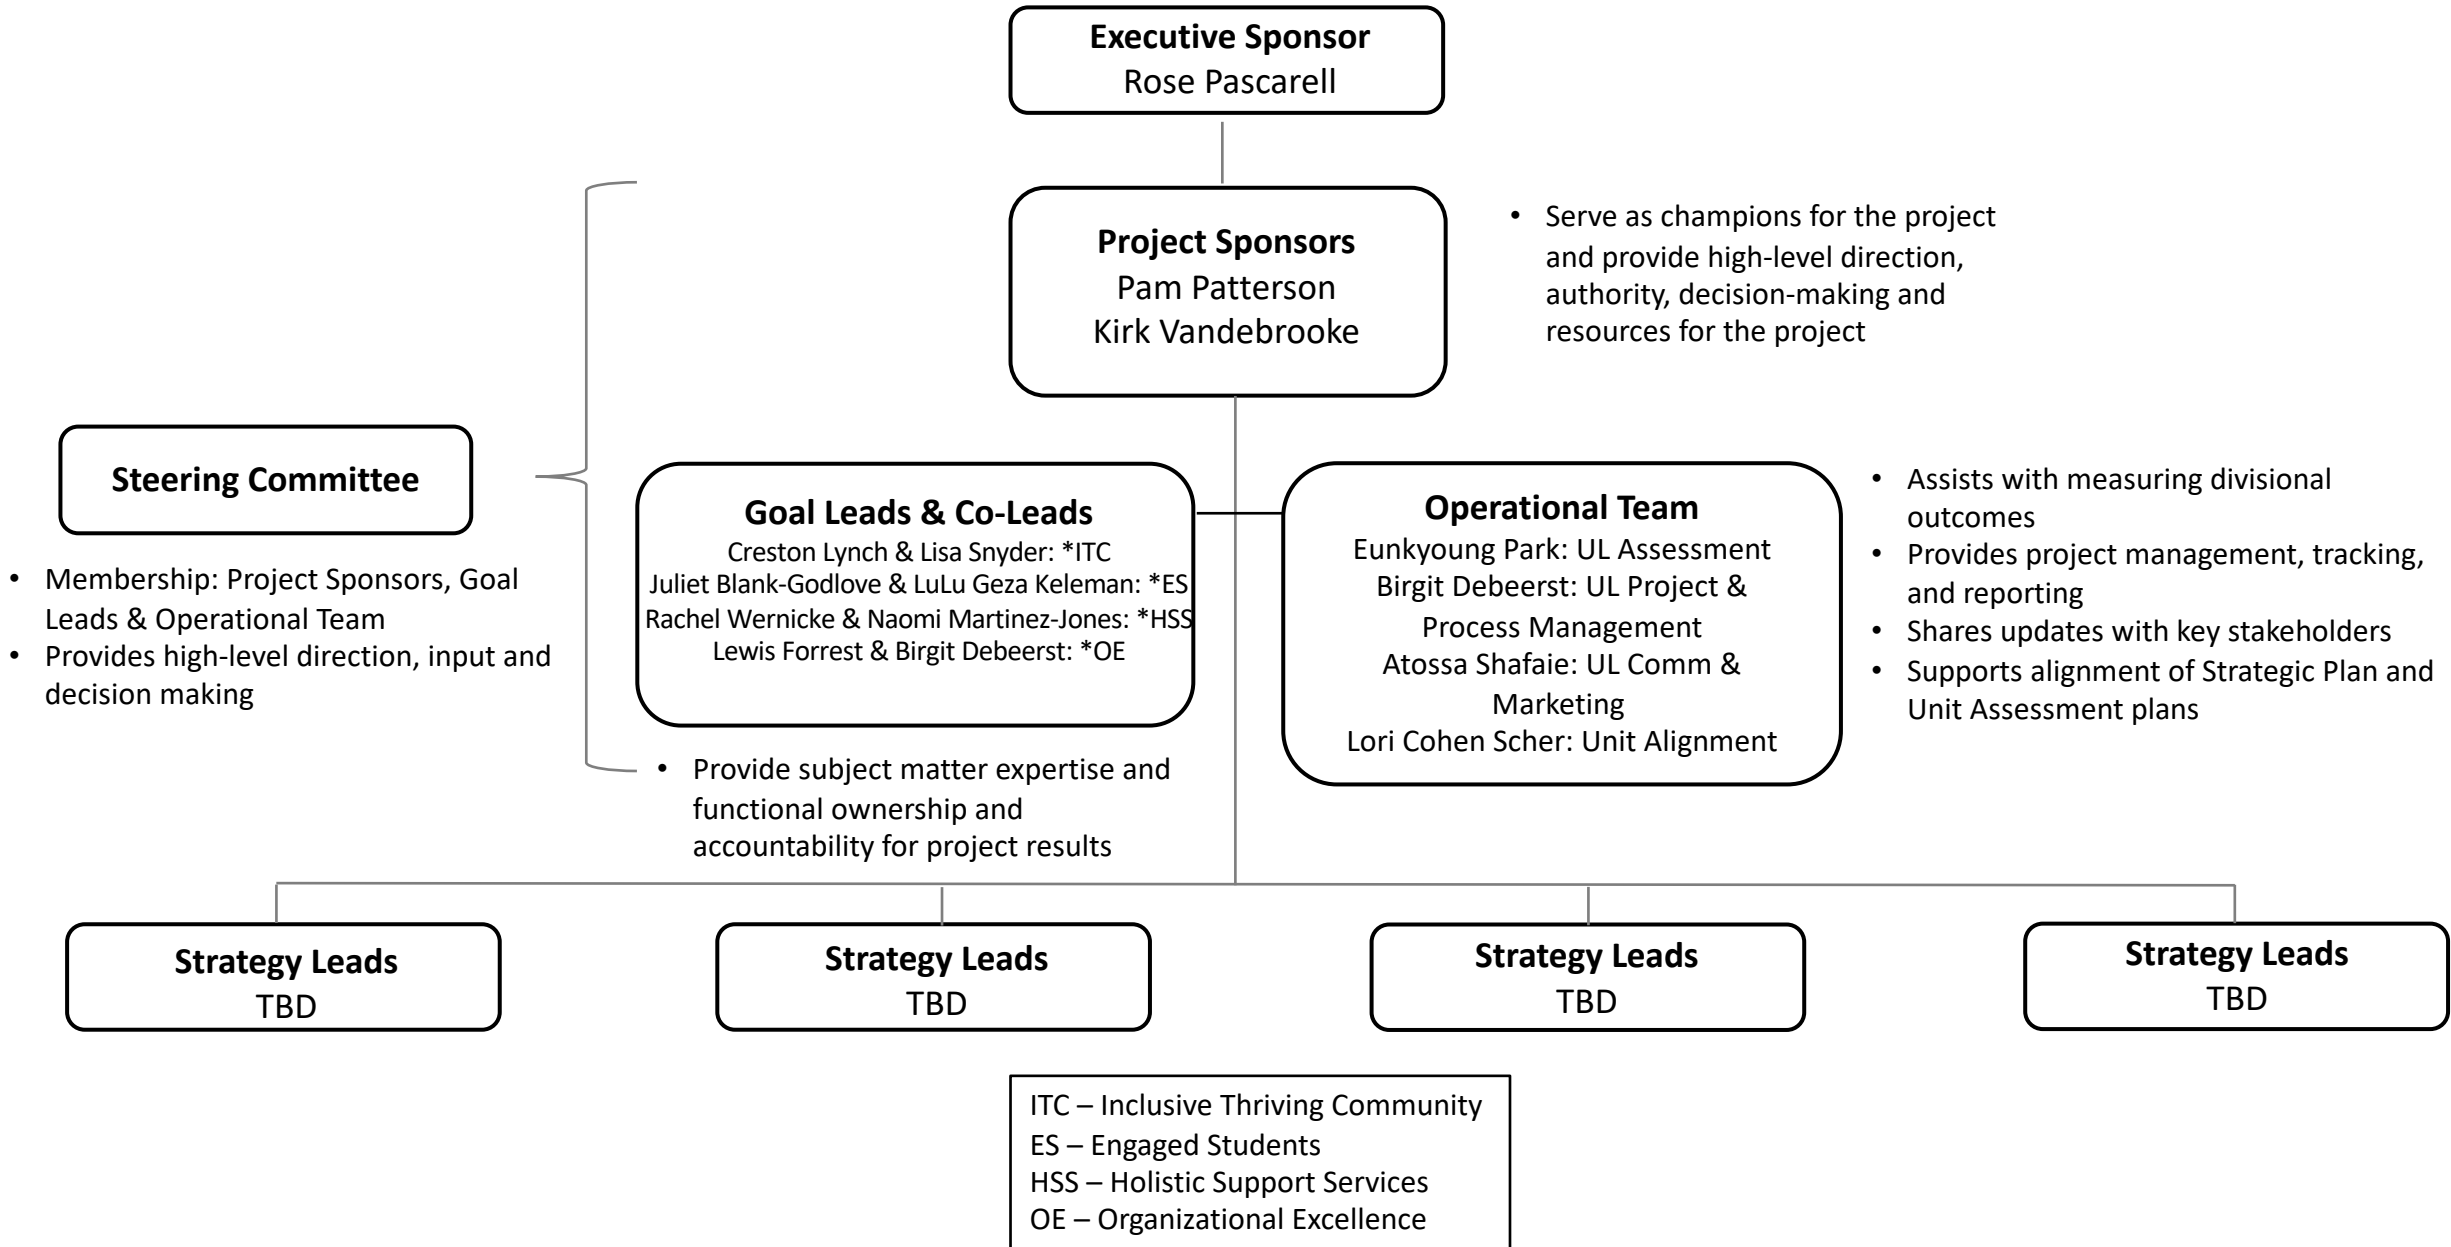 Executive Sponsor
Rose Pascarell
Project Sponsors
Pam Patterson
Kirk Vandebrooke
• Serve as champions for the project
and provide high-level direction,
authority, decision-making and
resources for the project
Steering Committee
• Membership: Project Sponsors, Goal
Leads & Operational Team
• Provides high-level direction, input and
decision making
Goal Leads & Co-Leads
Creston Lynch & Lisa Snyder: *ITC
Juliet Blank-Godlove & LuLu Geza Keleman: *ES
Rachel Wernicke & Naomi Martinez-Jones: *HSS
Lewis Forrest & Birgit Debeerst: *OE
• Provide subject matter expertise and
functional ownership and
accountability for project results
Operational Team
Eunkyoung Park: UL Assessment
Birgit Debeerst: UL Project &
Process Management
Atossa Shafaie: UL Comm &
Marketing
Lori Cohen Scher: Unit Alignment
• Assists with measuring divisional
outcomes
• Provides project management, tracking,
and reporting
• Shares updates with key stakeholders
• Supports alignment of Strategic Plan and
Unit Assessment plans
Strategy Leads
TBD
Strategy Leads
TBD
Strategy Leads
TBD
Strategy Leads
TBD
ITC – Inclusive Thriving Community
ES – Engaged Students
HSS – Holistic Support Services
OE – Organizational Excellence